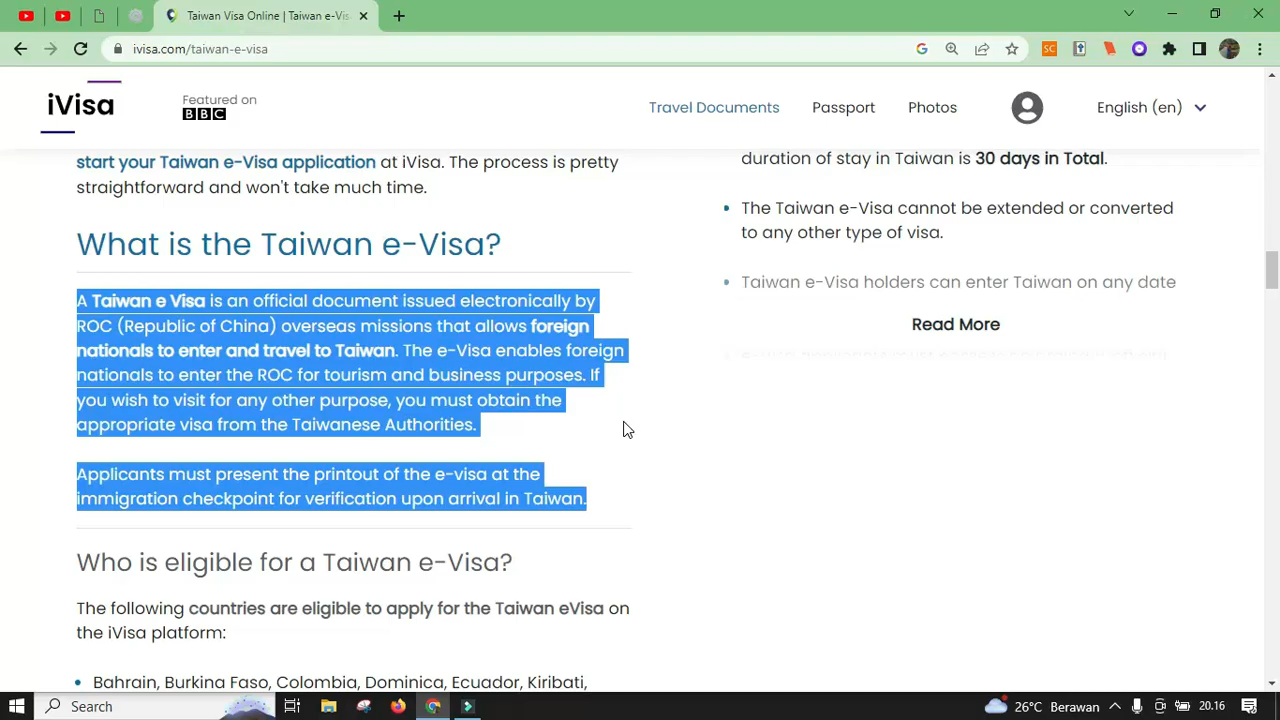 Taiwan Visa Online | Taiwan e-Vis
ivisa.com/taiwan-e-visa
iVisa
Featured on
BBC
Travel Documents
Passport
Photos
English (en)
start your Taiwan e-Visa application at iVisa. The process is pretty
straightforward and won't take much time.
What is the Taiwan e-Visa?
A Taiwan e Visa is an official document issued electronically by
ROC (Republic of China) overseas missions that allows foreign
nationals to enter and travel to Taiwan. The e-Visa enables foreign
nationals to enter the ROC for tourism and business purposes. If
you wish to visit for any other purpose, you must obtain the
appropriate visa from the Taiwanese Authorities.
Applicants must present the printout of the e-visa at the
immigration checkpoint for verification upon arrival in Taiwan.
Who is eligible for a Taiwan e-Visa?
The following countries are eligible to apply for the Taiwan eVisa on
the iVisa platform:
Bahrain, Burkina Faso, Colombia, Dominica, Ecuador, Kiribati,
duration of stay in Taiwan is 30 days in Total.
The Taiwan e-Visa cannot be extended or converted
to any other type of visa.
Taiwan e-Visa holders can enter Taiwan on any date
Read More
Search
26°C Berawan
20.16